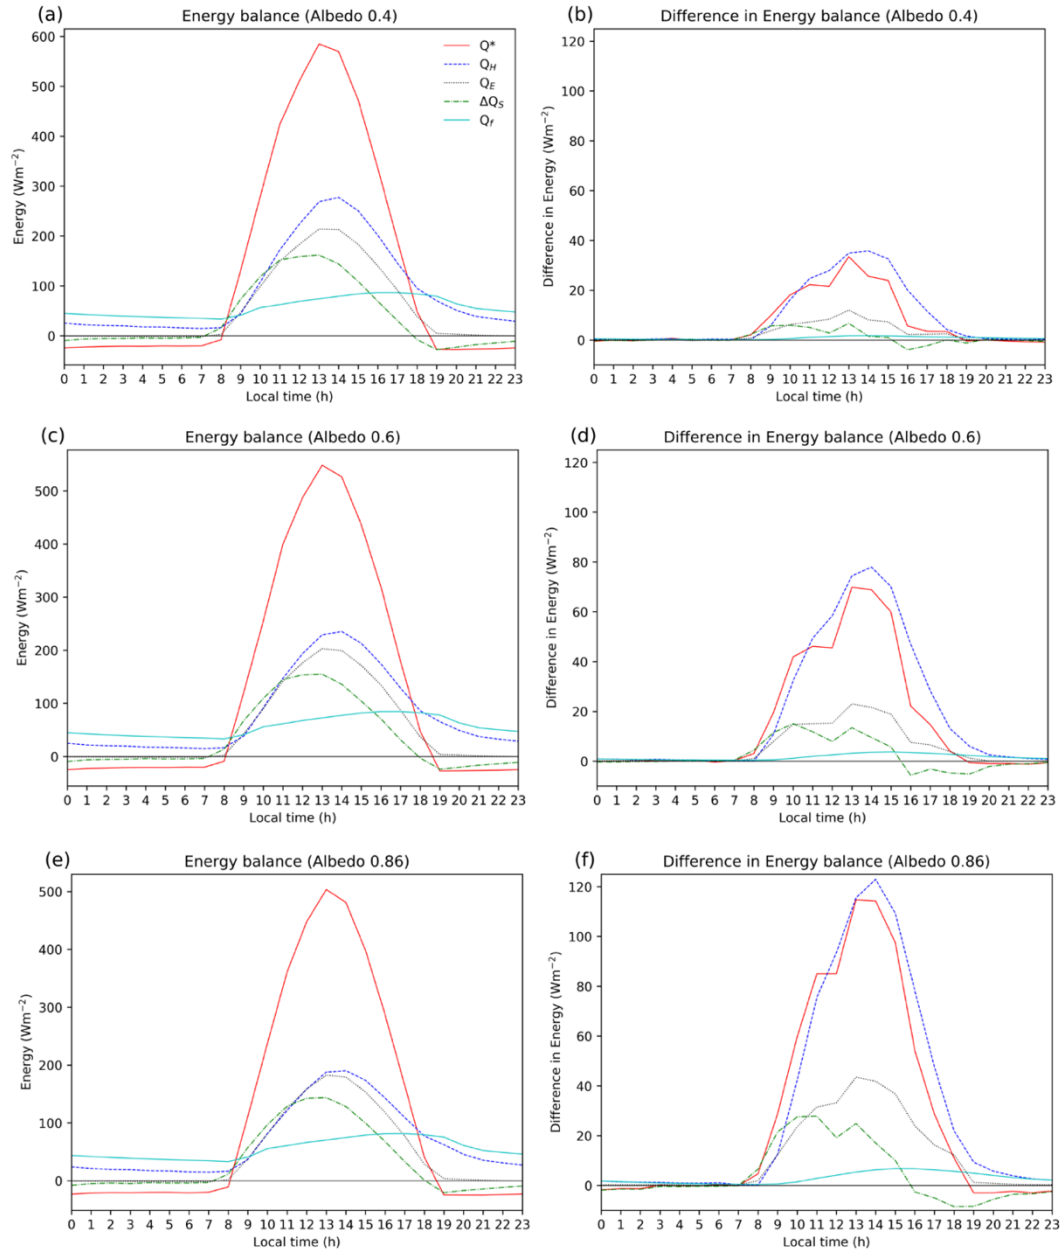 (a) Energy balance (Albedo 0.4)
Energy (Wm⁻²)
600
500
400
300
200
100
0
Q*
Q_H
Q_E
ΔQ_S
Q_f
0 1 2 3 4 5 6 7 8 9 10 11 12 13 14 15 16 17 18 19 20 21 22 23
Local time (h)
(b) Difference in Energy balance (Albedo 0.4)
Difference in Energy (Wm⁻²)
120
100
80
60
40
20
0
0 1 2 3 4 5 6 7 8 9 10 11 12 13 14 15 16 17 18 19 20 21 22 23
Local time (h)
(c) Energy balance (Albedo 0.6)
Energy (Wm⁻²)
500
400
300
200
100
0
0 1 2 3 4 5 6 7 8 9 10 11 12 13 14 15 16 17 18 19 20 21 22 23
Local time (h)
(d) Difference in Energy balance (Albedo 0.6)
Difference in Energy (Wm⁻²)
120
100
80
60
40
20
0
0 1 2 3 4 5 6 7 8 9 10 11 12 13 14 15 16 17 18 19 20 21 22 23
Local time (h)
(e) Energy balance (Albedo 0.86)
Energy (Wm⁻²)
500
400
300
200
100
0
0 1 2 3 4 5 6 7 8 9 10 11 12 13 14 15 16 17 18 19 20 21 22 23
Local time (h)
(f) Difference in Energy balance (Albedo 0.86)
Difference in Energy (Wm⁻²)
120
100
80
60
40
20
0
0 1 2 3 4 5 6 7 8 9 10 11 12 13 14 15 16 17 18 19 20 21 22 23
Local time (h)